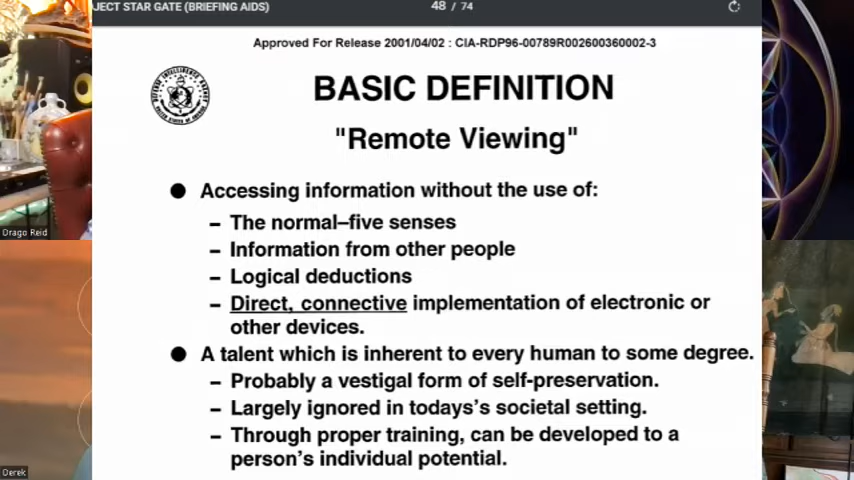 JECT STAR GATE (BRIEFING AIDS)
48 / 74
Approved For Release 2001/04/02 : CIA-RDP96-00789R002600360002-3
BASIC DEFINITION
"Remote Viewing"
● Accessing information without the use of:
– The normal–five senses
– Information from other people
– Logical deductions
– Direct, connective implementation of electronic or
other devices.
● A talent which is inherent to every human to some degree.
– Probably a vestigal form of self-preservation.
– Largely ignored in todays's societal setting.
– Through proper training, can be developed to a
person's individual potential.
Drago Reid
Derek